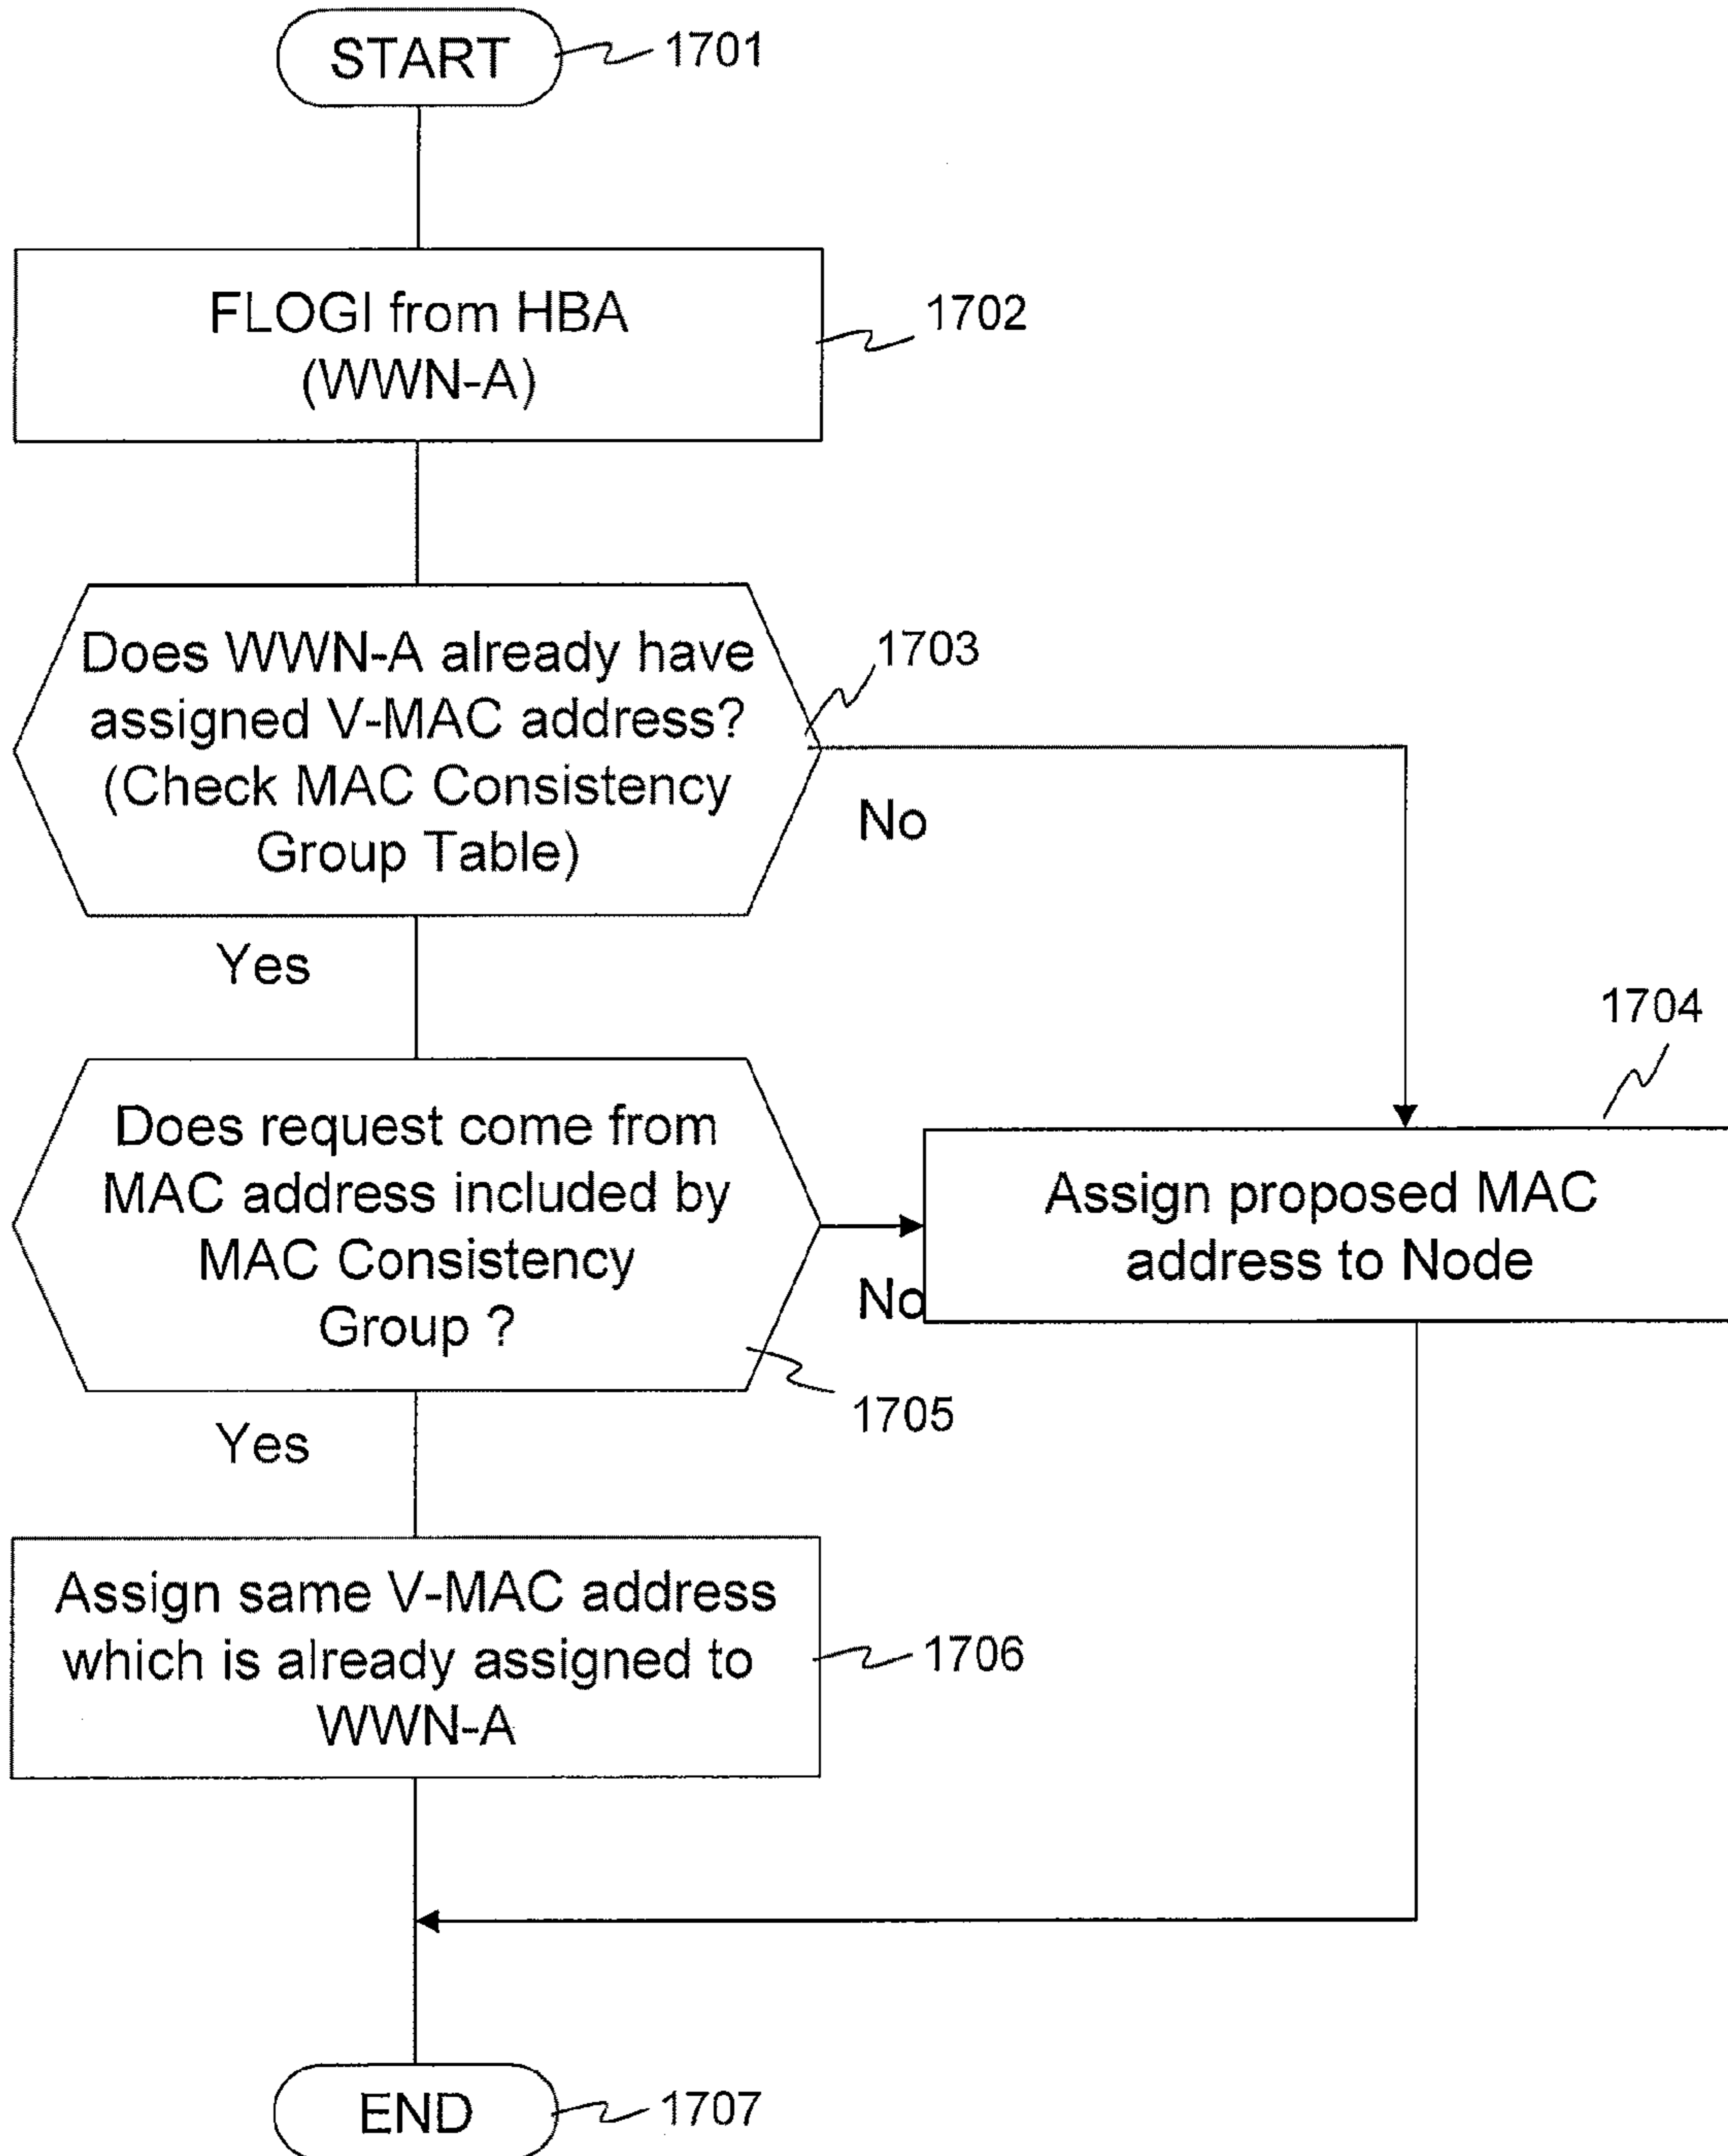 START
1701
FLOGI from HBA
(WWN-A)
1702
Does WWN-A already have
assigned V-MAC address?
(Check MAC Consistency
Group Table)
1703
No
Yes
1704
Does request come from
MAC address included by
MAC Consistency
Group ?
1705
No
Assign proposed MAC
address to Node
Yes
Assign same V-MAC address
which is already assigned to
WWN-A
1706
END
1707